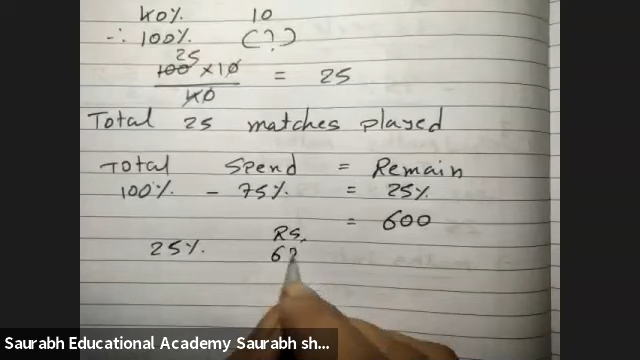 40% 10
∴ 100% (?)
25
100 × 10
40
= 25
Total 25 matches played
Total Spend = Remain
100% - 75% = 25%
= 600
RS.
25% 6
Saurabh Educational Academy Saurabh sh...